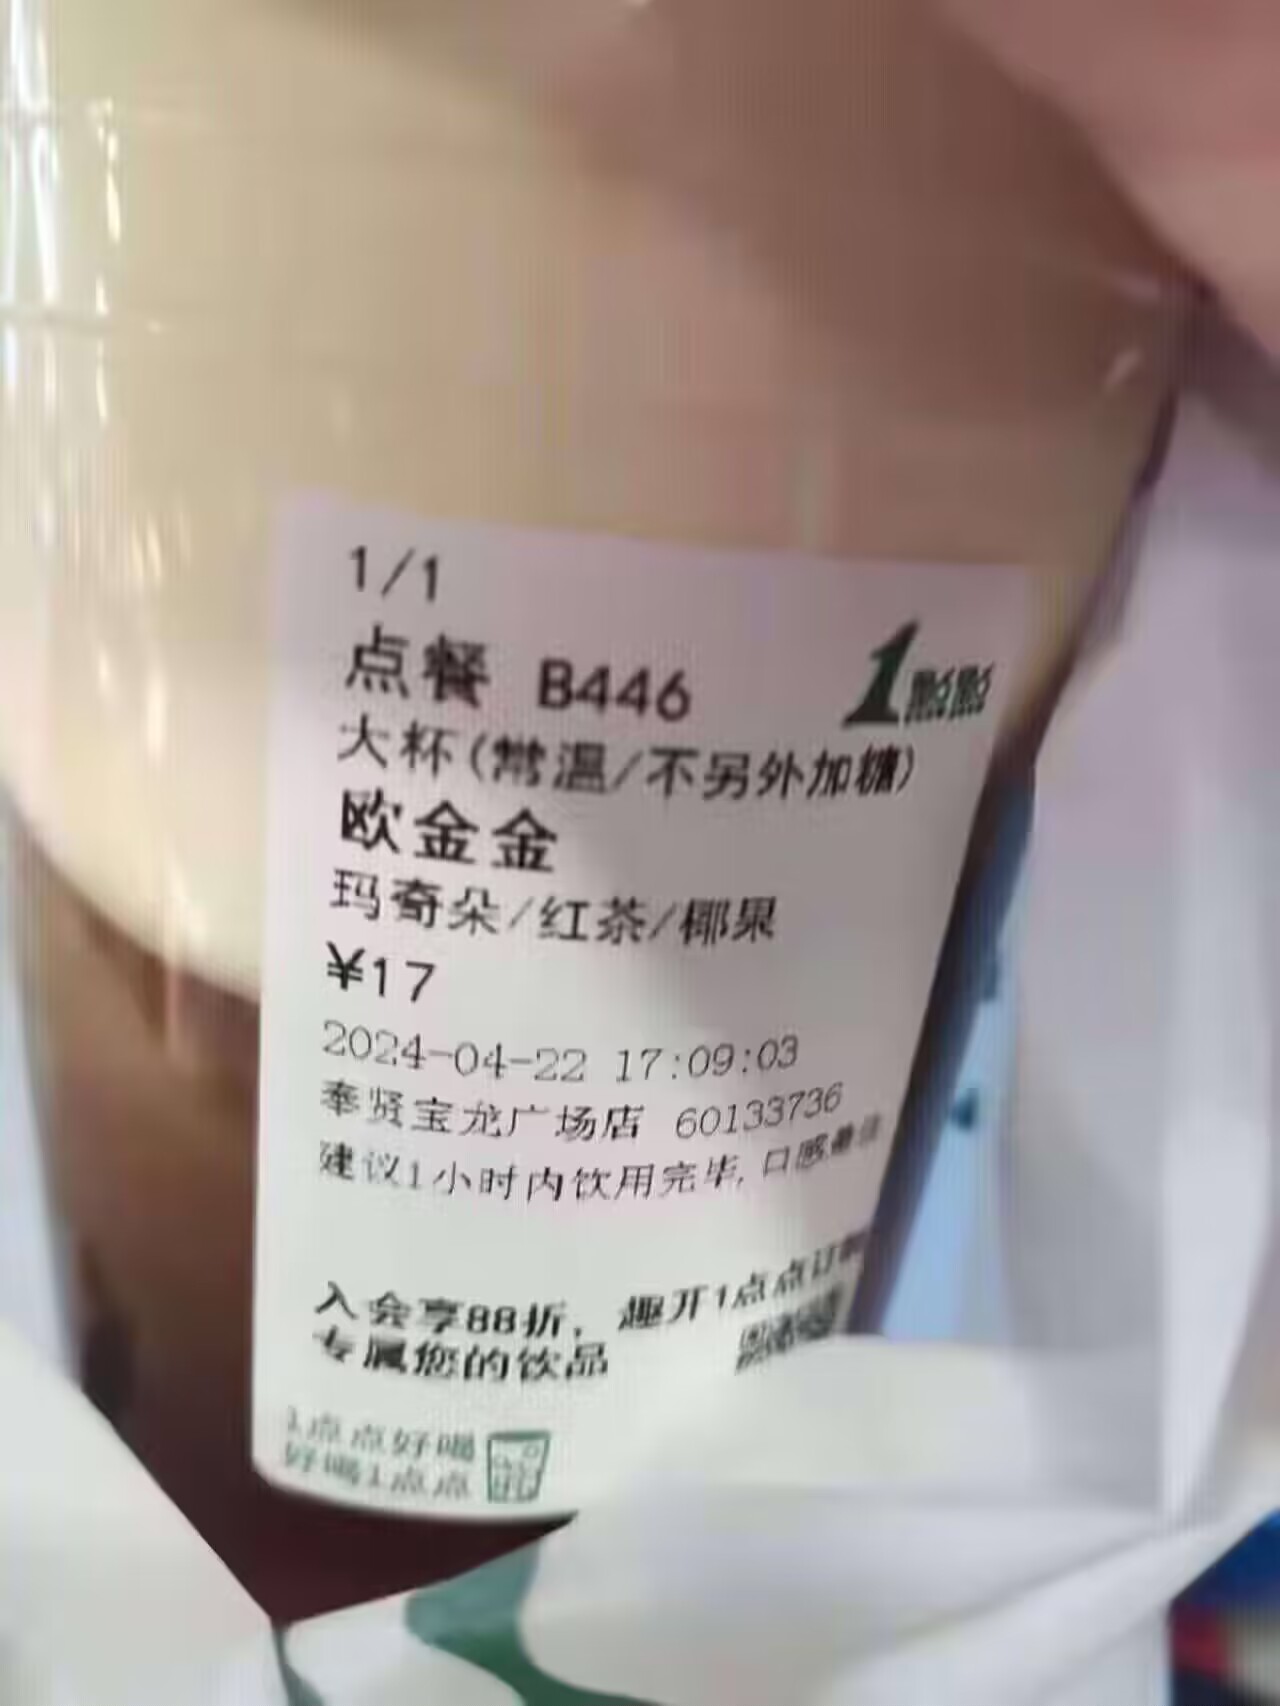 1/1
点餐 B446
1點點
大杯(常温/不另外加糖)
欧金金
玛奇朵/红茶/椰果
¥17
2024-04-22 17:09:03
奉贤宝龙广场店 60133736
建议1小时内饮用完毕,口感最佳
入会享88折，趣开1点点订制
专属您的饮品
1点点好喝
好喝1点点